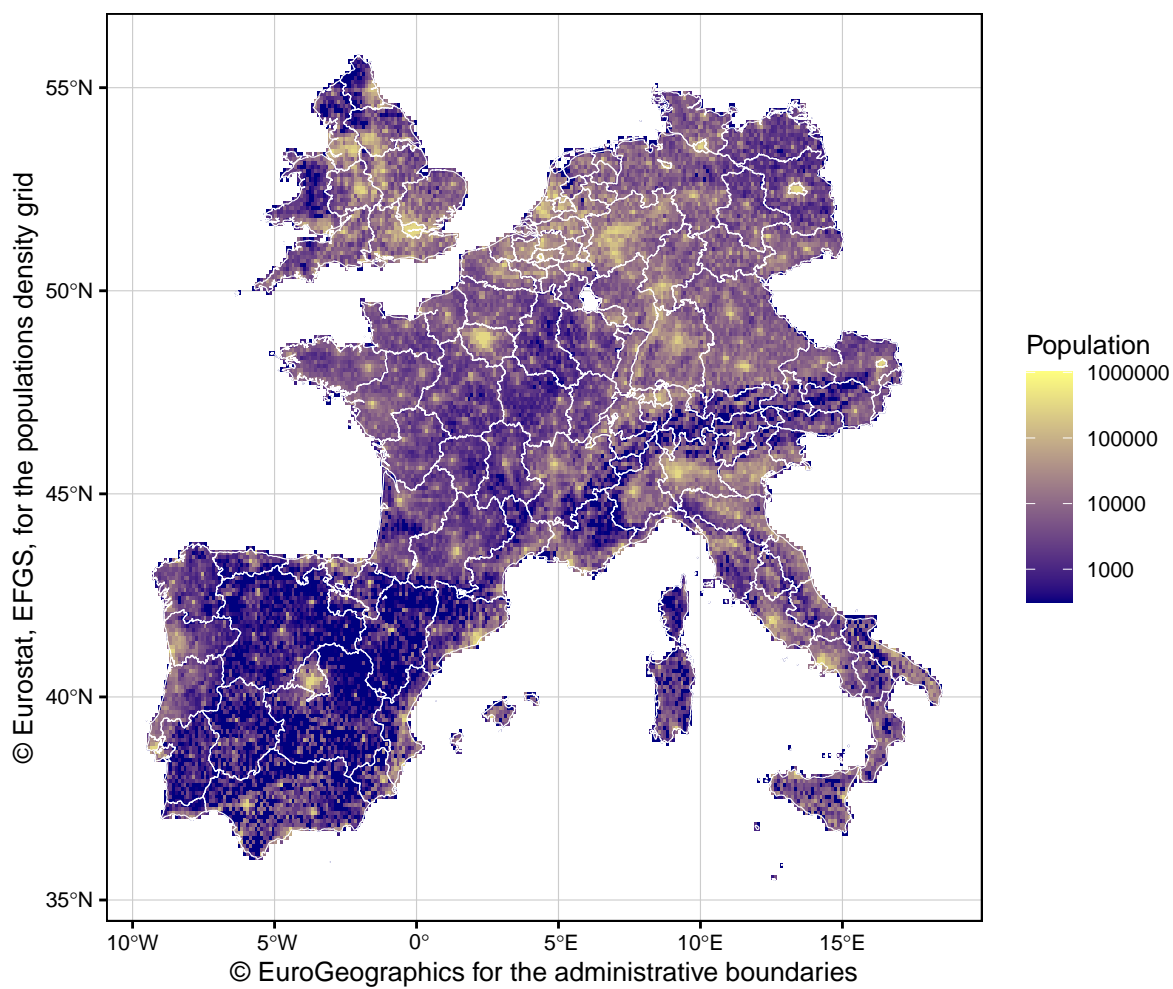 © Eurostat, EFGS, for the populations density grid
55°N
50°N
45°N
40°N
35°N
10°W
5°W
0°
5°E
10°E
15°E
© EuroGeographics for the administrative boundaries
Population
1000000
100000
10000
1000